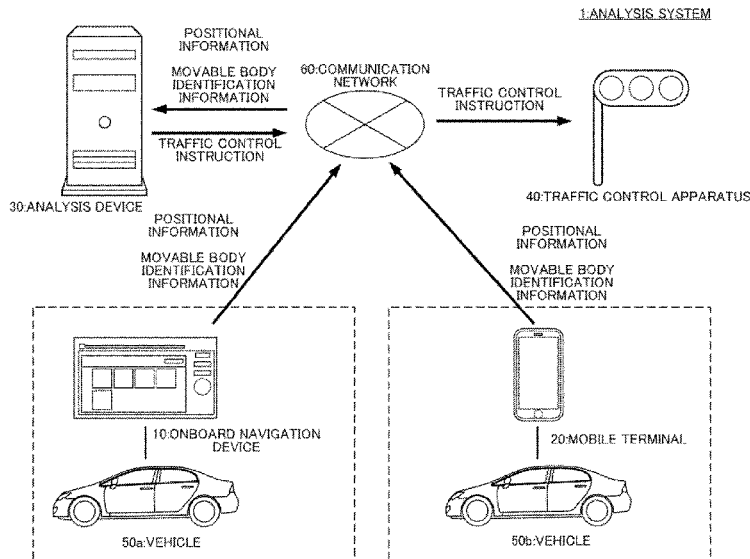 1:ANALYSIS SYSTEM
POSITIONAL
INFORMATION
MOVABLE BODY
IDENTIFICATION
INFORMATION
60:COMMUNICATION
NETWORK
TRAFFIC CONTROL
INSTRUCTION
TRAFFIC CONTROL
INSTRUCTION
30:ANALYSIS DEVICE
40:TRAFFIC CONTROL APPARATUS
POSITIONAL
INFORMATION
MOVABLE BODY
IDENTIFICATION
INFORMATION
POSITIONAL
INFORMATION
MOVABLE BODY
IDENTIFICATION
INFORMATION
10:ONBOARD NAVIGATION
DEVICE
20:MOBILE TERMINAL
50a:VEHICLE
50b:VEHICLE